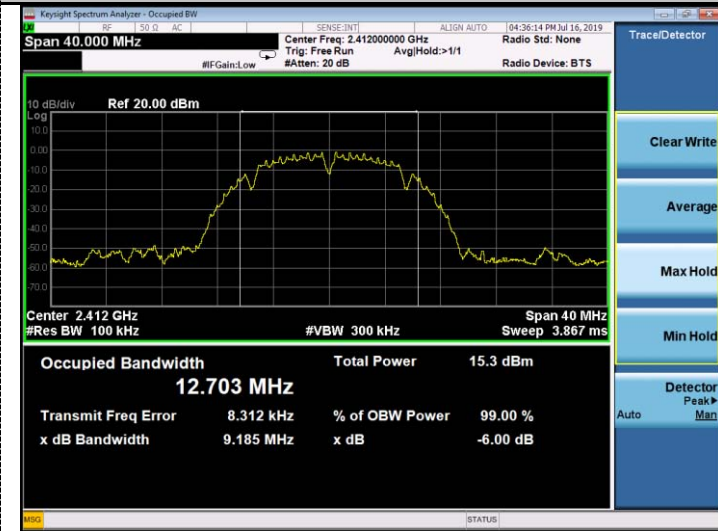 Keysight Spectrum Analyzer - Occupied BW
RF 50 Ω AC SENSE:INT ALIGN AUTO 04:36:14 PM Jul 16, 2019
Span 40.000 MHz
Center Freq: 2.412000000 GHz
Radio Std: None
Trig: Free Run Avg|Hold:>1/1
#IFGain:Low #Atten: 20 dB Radio Device: BTS
10 dB/div Ref 20.00 dBm
Log
10.0
0.00
-10.0
-20.0
-30.0
-40.0
-50.0
-60.0
-70.0
Center 2.412 GHz Span 40 MHz
#Res BW 100 kHz #VBW 300 kHz Sweep 3.867 ms
Occupied Bandwidth Total Power 15.3 dBm
12.703 MHz
Transmit Freq Error 8.312 kHz % of OBW Power 99.00 %
x dB Bandwidth 9.185 MHz x dB -6.00 dB
MSG STATUS
Trace/Detector
Clear Write
Average
Max Hold
Min Hold
Detector
Peak▶
Auto Man